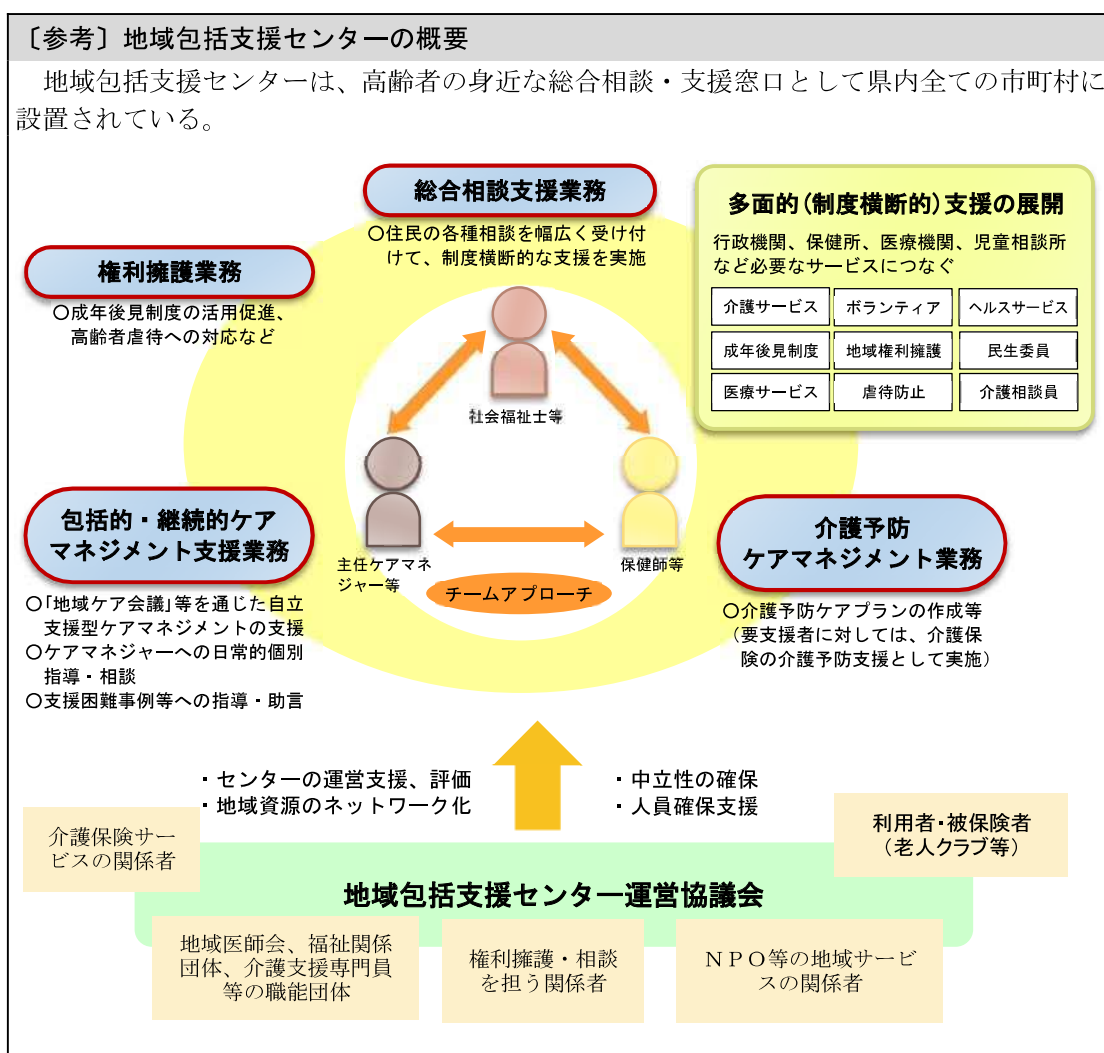 〔参考〕地域包括支援センターの概要
地域包括支援センターは、高齢者の身近な総合相談・支援窓口として県内全ての市町村に
設置されている。
総合相談支援業務
○住民の各種相談を幅広く受け付
けて、制度横断的な支援を実施
多面的(制度横断的)支援の展開
行政機関、保健所、医療機関、児童相談所
など必要なサービスにつなぐ
介護サービス
ボランティア
ヘルスサービス
成年後見制度
地域権利擁護
民生委員
医療サービス
虐待防止
介護相談員
権利擁護業務
○成年後見制度の活用促進、
高齢者虐待への対応など
社会福祉士等
主任ケアマネ
ジャー等
保健師等
チームアプローチ
包括的・継続的ケア
マネジメント支援業務
○「地域ケア会議」等を通じた自立
支援型ケアマネジメントの支援
○ケアマネジャーへの日常的個別
指導・相談
○支援困難事例等への指導・助言
介護予防
ケアマネジメント業務
○介護予防ケアプランの作成等
(要支援者に対しては、介護保
険の介護予防支援として実施)
・センターの運営支援、評価
・地域資源のネットワーク化
・中立性の確保
・人員確保支援
介護保険サー
ビスの関係者
利用者・被保険者
(老人クラブ等)
地域包括支援センター運営協議会
地域医師会、福祉関係
団体、介護支援専門員
等の職能団体
権利擁護・相談
を担う関係者
NPO等の地域サービ
スの関係者